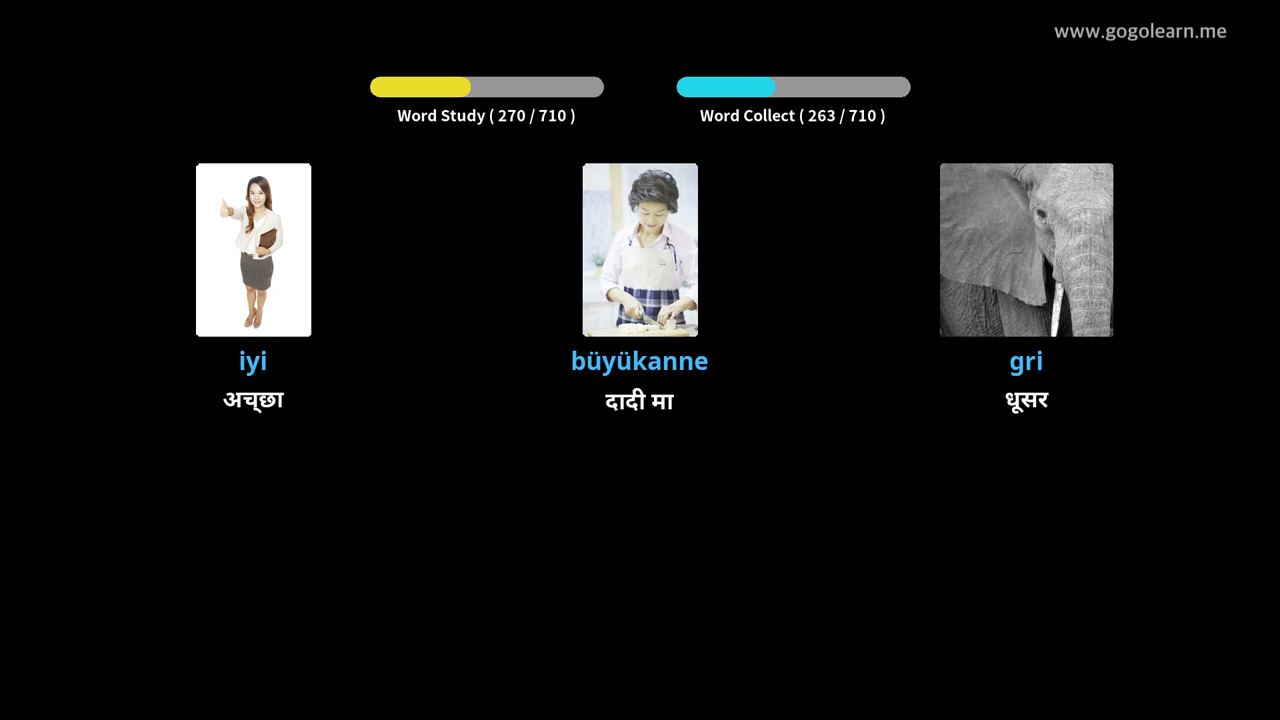 www.gogolearn.me
Word Study ( 270 / 710 )
Word Collect ( 263 / 710 )
iyi
büyükanne
gri
अच्‌छा
दादी मा
धूसर